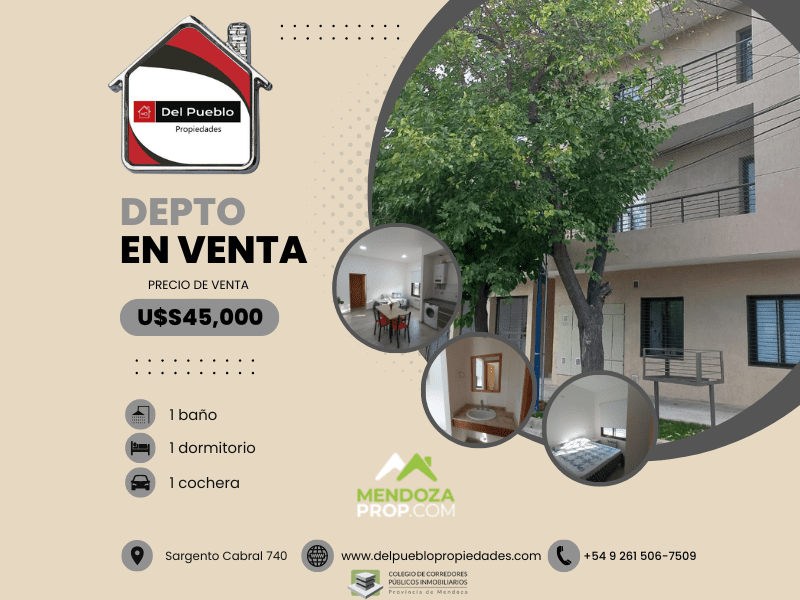 Del Pueblo
Propiedades
DEPTO
EN VENTA
PRECIO DE VENTA
U$S45,000
1 baño
1 dormitorio
1 cochera
MENDOZA
PROP.COM
Sargento Cabral 740
www.delpueblopropiedades.com
+54 9 261 506-7509
COLEGIO DE CORREDORES
PÚBLICOS INMOBILIARIOS
Provincia de Mendoza